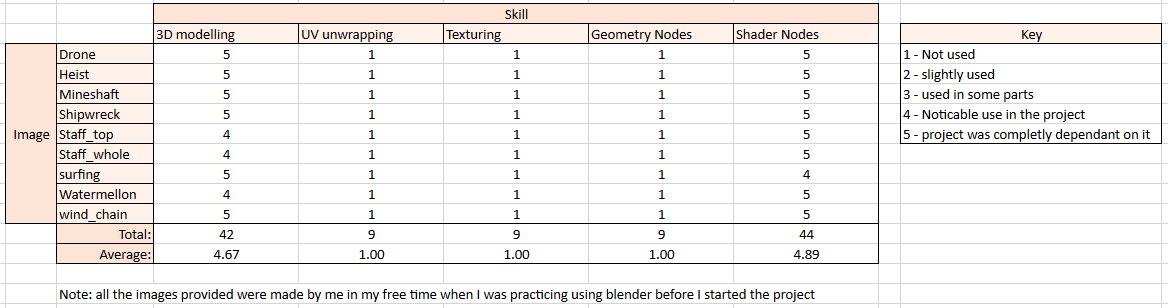 Skill
3D modelling UV unwrapping Texturing Geometry Nodes Shader Nodes Key
Drone 5 1 1 1 5 1 - Not used
Heist 5 1 1 1 5 2 - slightly used
Mineshaft 5 1 1 1 5 3 - used in some parts
Shipwreck 5 1 1 1 5 4 - Noticable use in the project
Image Staff_top 4 1 1 1 5 5 - project was completly dependant on it
Staff_whole 4 1 1 1 5
surfing 5 1 1 1 4
Watermellon 4 1 1 1 5
wind_chain 5 1 1 1 5
Total: 42 9 9 9 44
Average: 4.67 1.00 1.00 1.00 4.89
Note: all the images provided were made by me in my free time when I was practicing using blender before I started the project